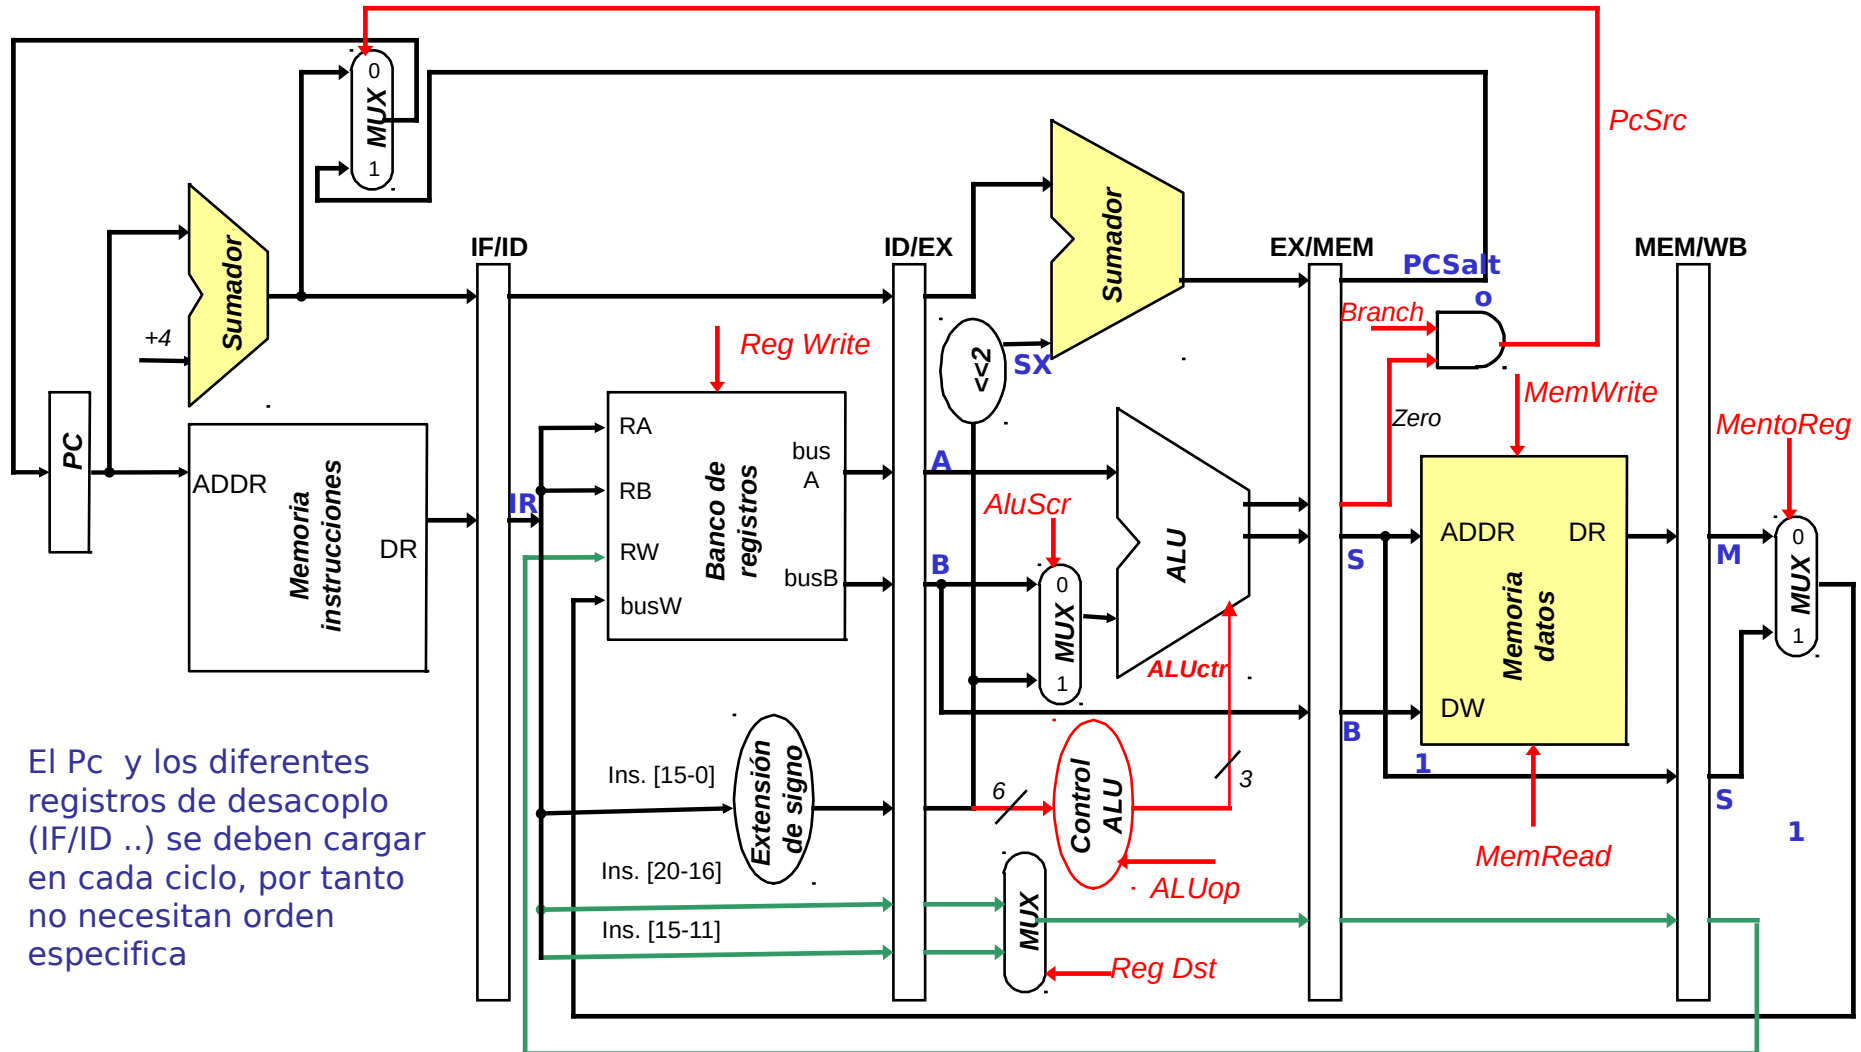 0
MUX
1
PcSrc
Sumador
+4
Sumador
IF/ID
ID/EX
EX/MEM
MEM/WB
PCSalt
o
Branch
Reg Write
<<2
SX
MemWrite
Zero
MentoReg
PC
ADDR
Memoria
instrucciones
DR
IR
RA
RB
RW
busW
Banco de
registros
bus
A
busB
A
B
AluScr
0
MUX
1
ALU
ALUctr
S
B
1
ADDR
DR
DW
Memoria
datos
M
S
1
0
MUX
1
MemRead
Ins. [15-0]
Extensión
de signo
6
Control
ALU
3
ALUop
Ins. [20-16]
Ins. [15-11]
MUX
Reg Dst
El Pc y los diferentes
registros de desacoplo
(IF/ID ..) se deben cargar
en cada ciclo, por tanto
no necesitan orden
especifica